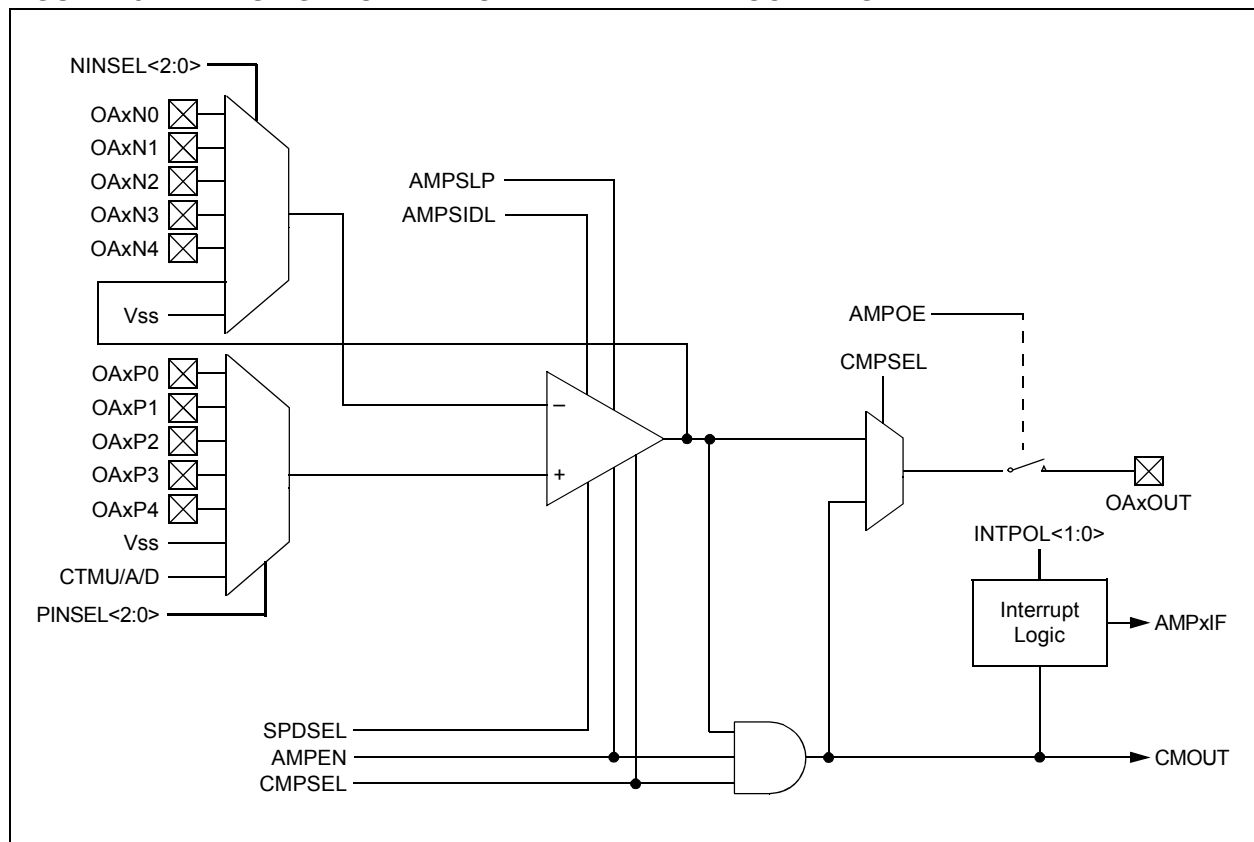 NINSEL<2:0>
OAxN0
OAxN1
OAxN2
OAxN3
OAxN4
Vss
AMPSLP
AMPSIDL
AMPOE
CMPSEL
OAxP0
OAxP1
OAxP2
OAxP3
OAxP4
Vss
CTMU/A/D
PINSEL<2:0>
–
+
OAxOUT
INTPOL<1:0>
Interrupt
Logic
AMPxIF
SPDSEL
AMPEN
CMPSEL
CMOUT